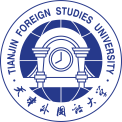 TIANJIN FOREIGN STUDIES UNIVERSITY
天津外国语大学